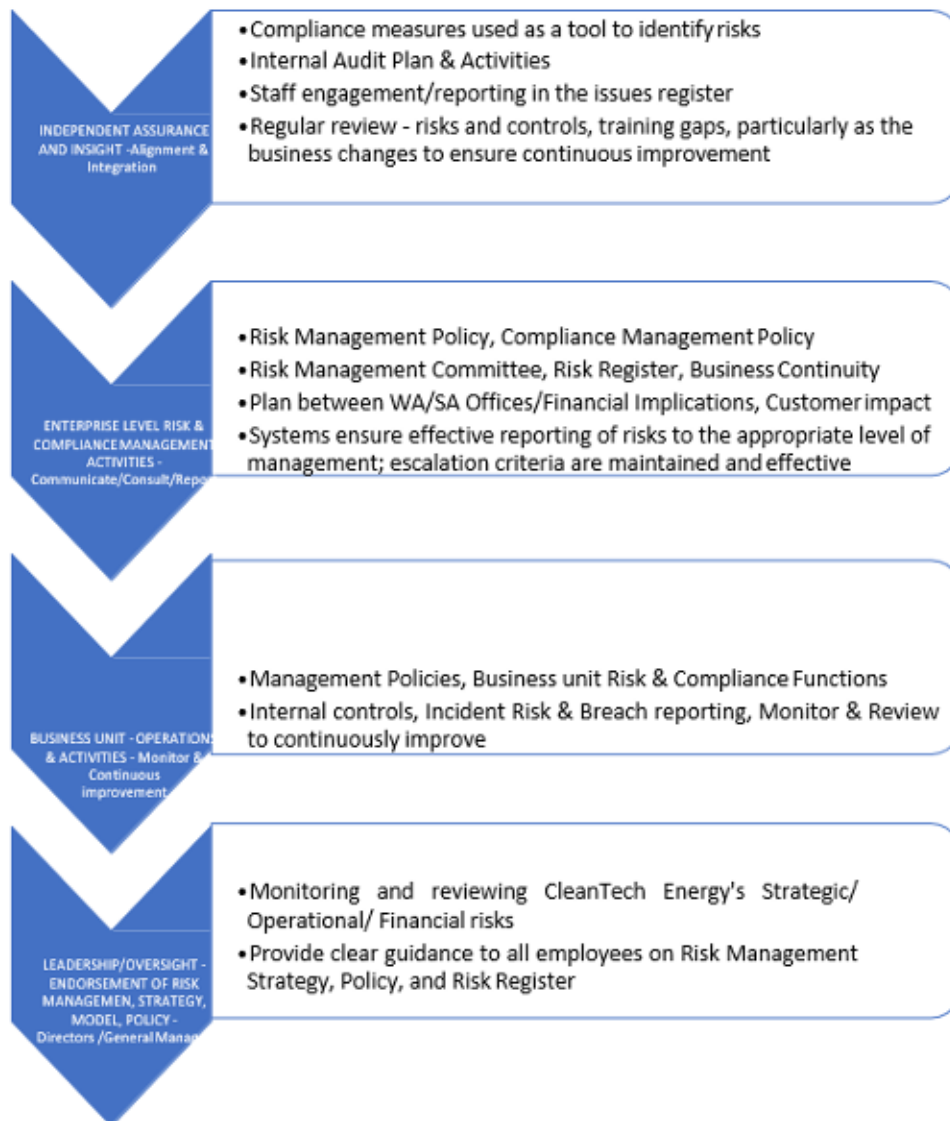 INDEPENDENT ASSURANCE
AND INSIGHT -Alignment &
Integration
•Compliance measures used as a tool to identify risks
•Internal Audit Plan & Activities
•Staff engagement/reporting in the issues register
•Regular review - risks and controls, training gaps, particularly as the
business changes to ensure continuous improvement
ENTERPRISE LEVEL RISK &
COMPLIANCE MANAGEMENT
ACTIVITIES -
Communicate/Consult/Repo
•Risk Management Policy, Compliance Management Policy
•Risk Management Committee, Risk Register, Business Continuity
•Plan between WA/SA Offices/Financial Implications, Customer impact
•Systems ensure effective reporting of risks to the appropriate level of
management; escalation criteria are maintained and effective
BUSINESS UNIT - OPERATIONS
& ACTIVITIES - Monitor &
Continuous
improvement
•Management Policies, Business unit Risk & Compliance Functions
•Internal controls, Incident Risk & Breach reporting, Monitor & Review
to continuously improve
LEADERSHIP/OVERSIGHT -
ENDORSEMENT OF RISK
MANAGEMEN, STRATEGY,
MODEL, POLICY -
Directors /General Manag
•Monitoring and reviewing CleanTech Energy's Strategic/
Operational/ Financial risks
•Provide clear guidance to all employees on Risk Management
Strategy, Policy, and Risk Register